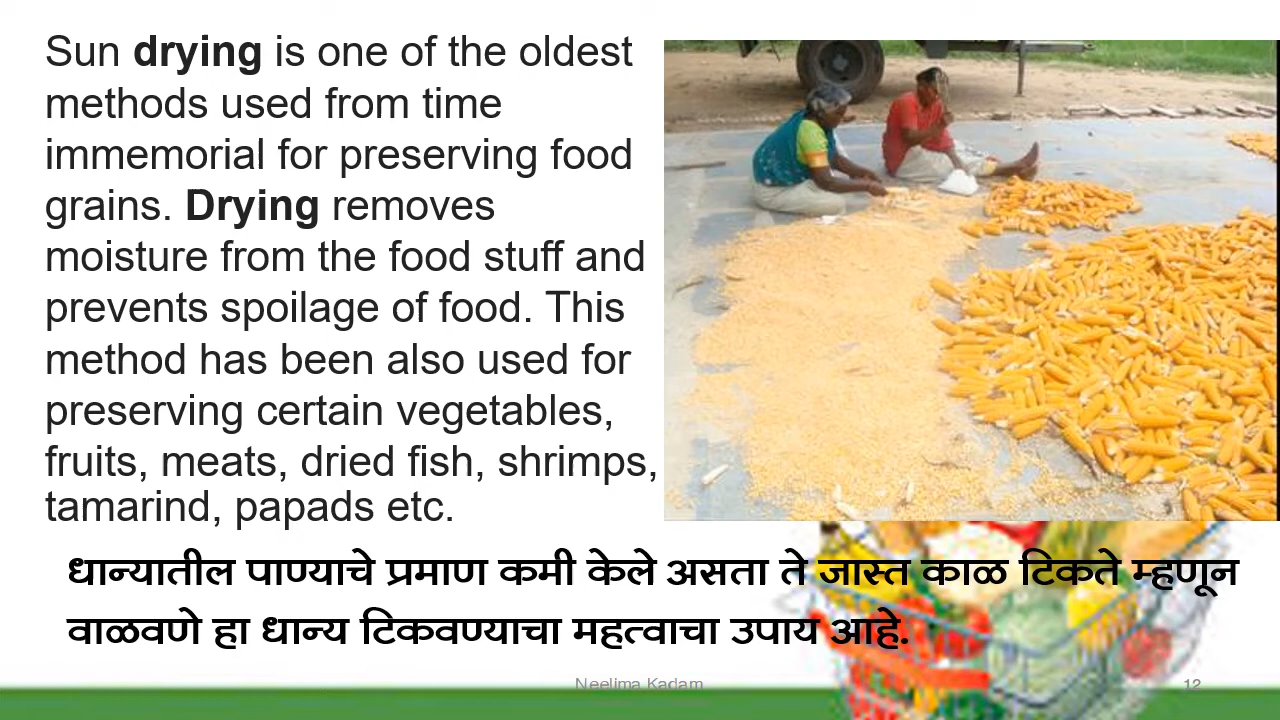 Sun drying is one of the oldest
methods used from time
immemorial for preserving food
grains. Drying removes
moisture from the food stuff and
prevents spoilage of food. This
method has been also used for
preserving certain vegetables,
fruits, meats, dried fish, shrimps,
tamarind, papads etc.
धान्यातील पाण्याचे प्रमाण कमी केले असता ते जास्त काळ टिकते म्हणून
वाळवणे हा धान्य टिकवण्याचा महत्वाचा उपाय आहे.
Neelima Kadam
12